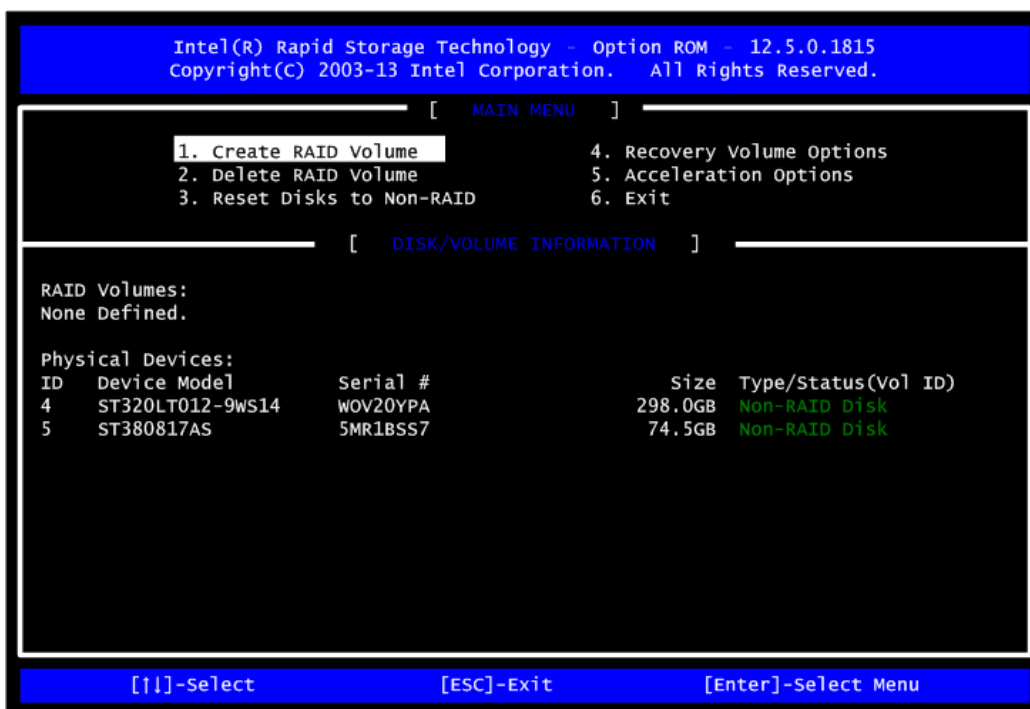 Intel(R) Rapid Storage Technology - Option ROM - 12.5.0.1815
Copyright(C) 2003-13 Intel Corporation. All Rights Reserved.
[ MAIN MENU ]
1. Create RAID Volume 4. Recovery Volume Options
2. Delete RAID Volume 5. Acceleration Options
3. Reset Disks to Non-RAID 6. Exit
[ DISK/VOLUME INFORMATION ]
RAID Volumes:
None Defined.
Physical Devices:
ID Device Model Serial # Size Type/Status(Vol ID)
4 ST320LT012-9WS14 WOV20YPA 298.0GB Non-RAID Disk
5 ST380817AS 5MR1BSS7 74.5GB Non-RAID Disk
[↑↓]-Select [ESC]-Exit [Enter]-Select Menu